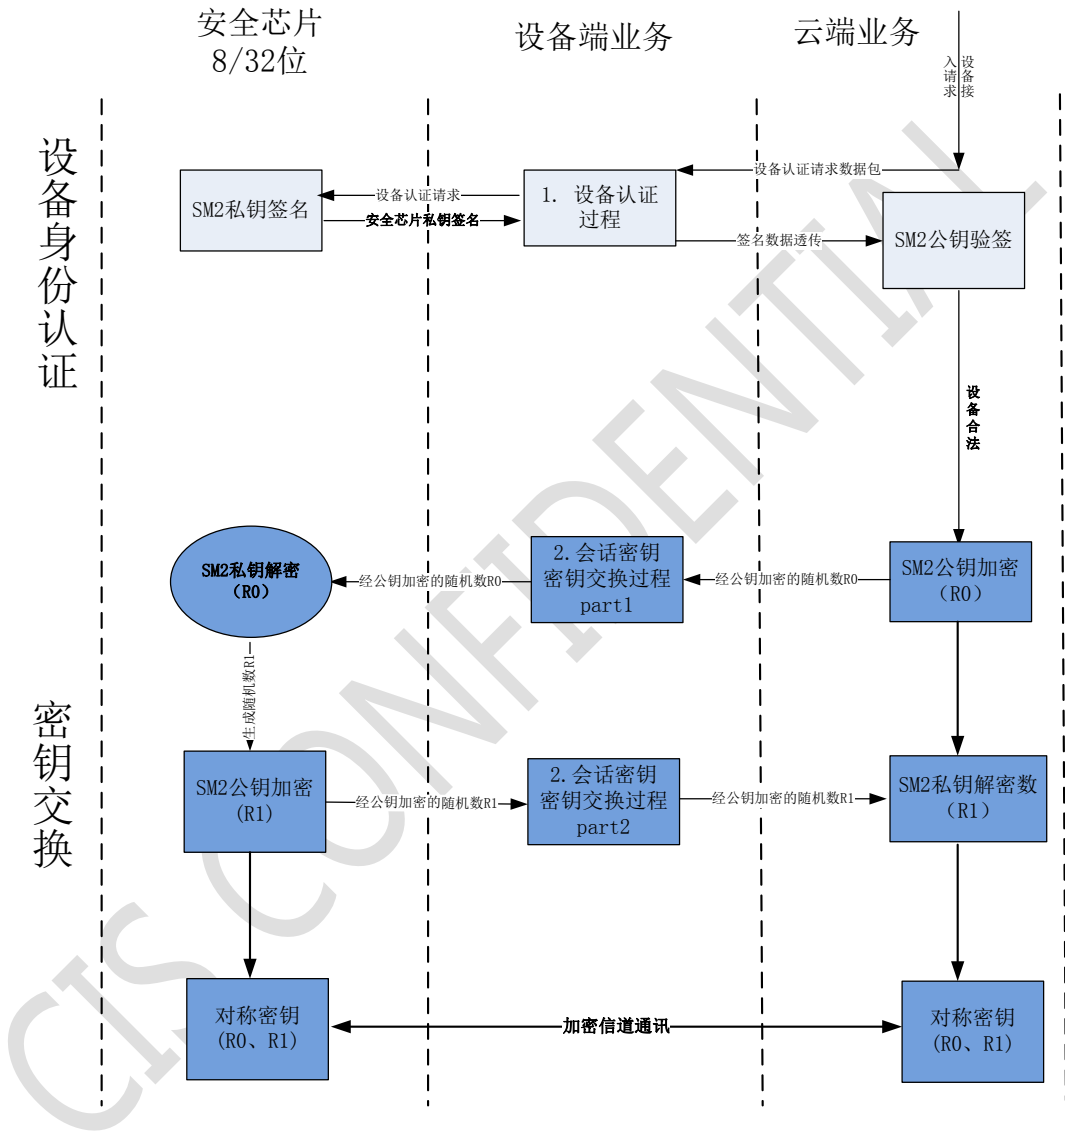 安全芯片
8/32位
设备端业务
云端业务
设备接
入请求
设备身份认证
设备认证请求数据包
SM2私钥签名
设备认证请求
安全芯片私钥签名
1. 设备认证
过程
签名数据透传
SM2公钥验签
设备合法
SM2私钥解密
（R0）
经公钥加密的随机数R0
2.会话密钥
密钥交换过程
part1
经公钥加密的随机数R0
SM2公钥加密
（R0）
生成随机数R1
密钥交换
SM2公钥加密
(R1)
经公钥加密的随机数R1
2.会话密钥
密钥交换过程
part2
经公钥加密的随机数R1
SM2私钥解密数
（R1）
对称密钥
(R0、R1)
加密信道通讯
对称密钥
(R0、R1)
CIS CONFIDENTIAL